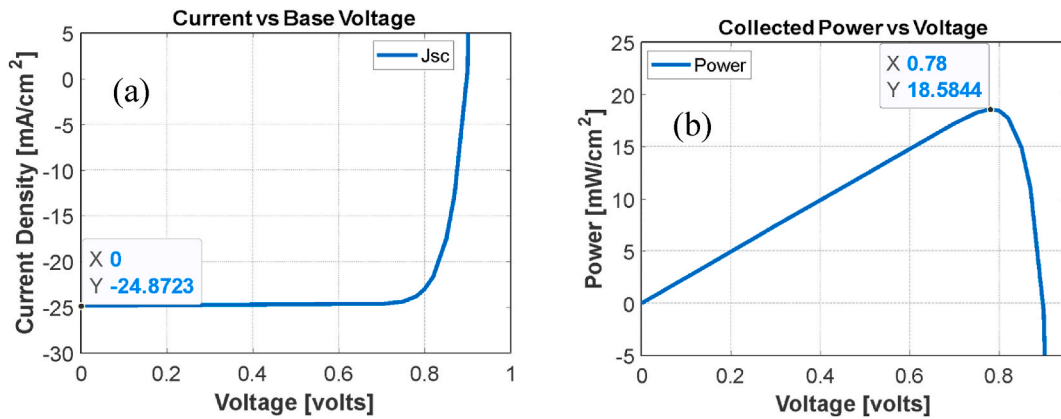 Current vs Base Voltage
Jsc
(a)
X 0
Y -24.8723
5
0
-5
-10
-15
-20
-25
-30
0
0.2
0.4
0.6
0.8
1
Current Density [mA/cm2]
Voltage [volts]
Collected Power vs Voltage
Power
X 0.78
Y 18.5844
(b)
25
20
15
10
5
0
-5
0
0.2
0.4
0.6
0.8
Power [mW/cm2]
Voltage [volts]